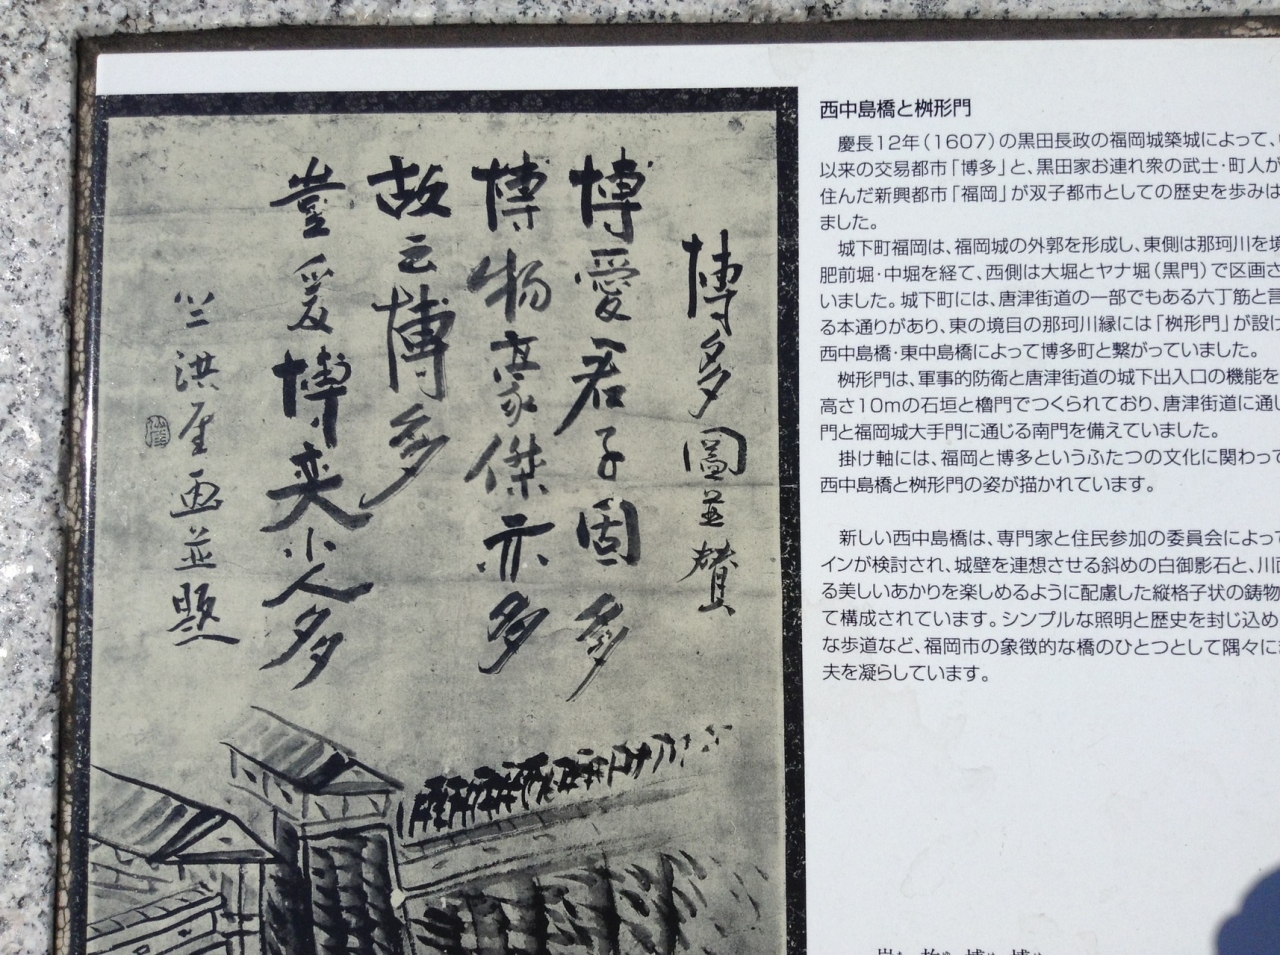 西中島橋と桝形門
慶長12年(1607)の黒田長政の福岡城築城によって、
以来の交易都市「博多」と、黒田家お連れ衆の武士・町人が
住んだ新興都市「福岡」が双子都市としての歴史を歩みは
ました。
城下町福岡は、福岡城の外郭を形成し、東側は那珂川を境
肥前堀・中堀を経て、西側は大堀とヤナ堀(黒門)で区画さ
いました。城下町には、唐津街道の一部でもある六丁筋と言
る本通りがあり、東の境目の那珂川縁には「桝形門」が設け
西中島橋・東中島橋によって博多町と繋がっていました。
桝形門は、軍事的防衛と唐津街道の城下出入口の機能を
高さ10mの石垣と櫓門でつくられており、唐津街道に通じ
門と福岡城大手門に通じる南門を備えていました。
掛け軸には、福岡と博多というふたつの文化に関わって
西中島橋と桝形門の姿が描かれています。
新しい西中島橋は、専門家と住民参加の委員会によって
インが検討され、城壁を連想させる斜めの白御影石と、川面
る美しいあかりを楽しめるように配慮した縦格子状の鋳物
て構成されています。シンプルな照明と歴史を封じ込め
な歩道など、福岡市の象徴的な橋のひとつとして隅々に
夫を凝らしています。
博多圖並賛
博愛君子固多
博物豪傑亦多
故云博多
豈爰博奕小人多
竺洪厓画並題